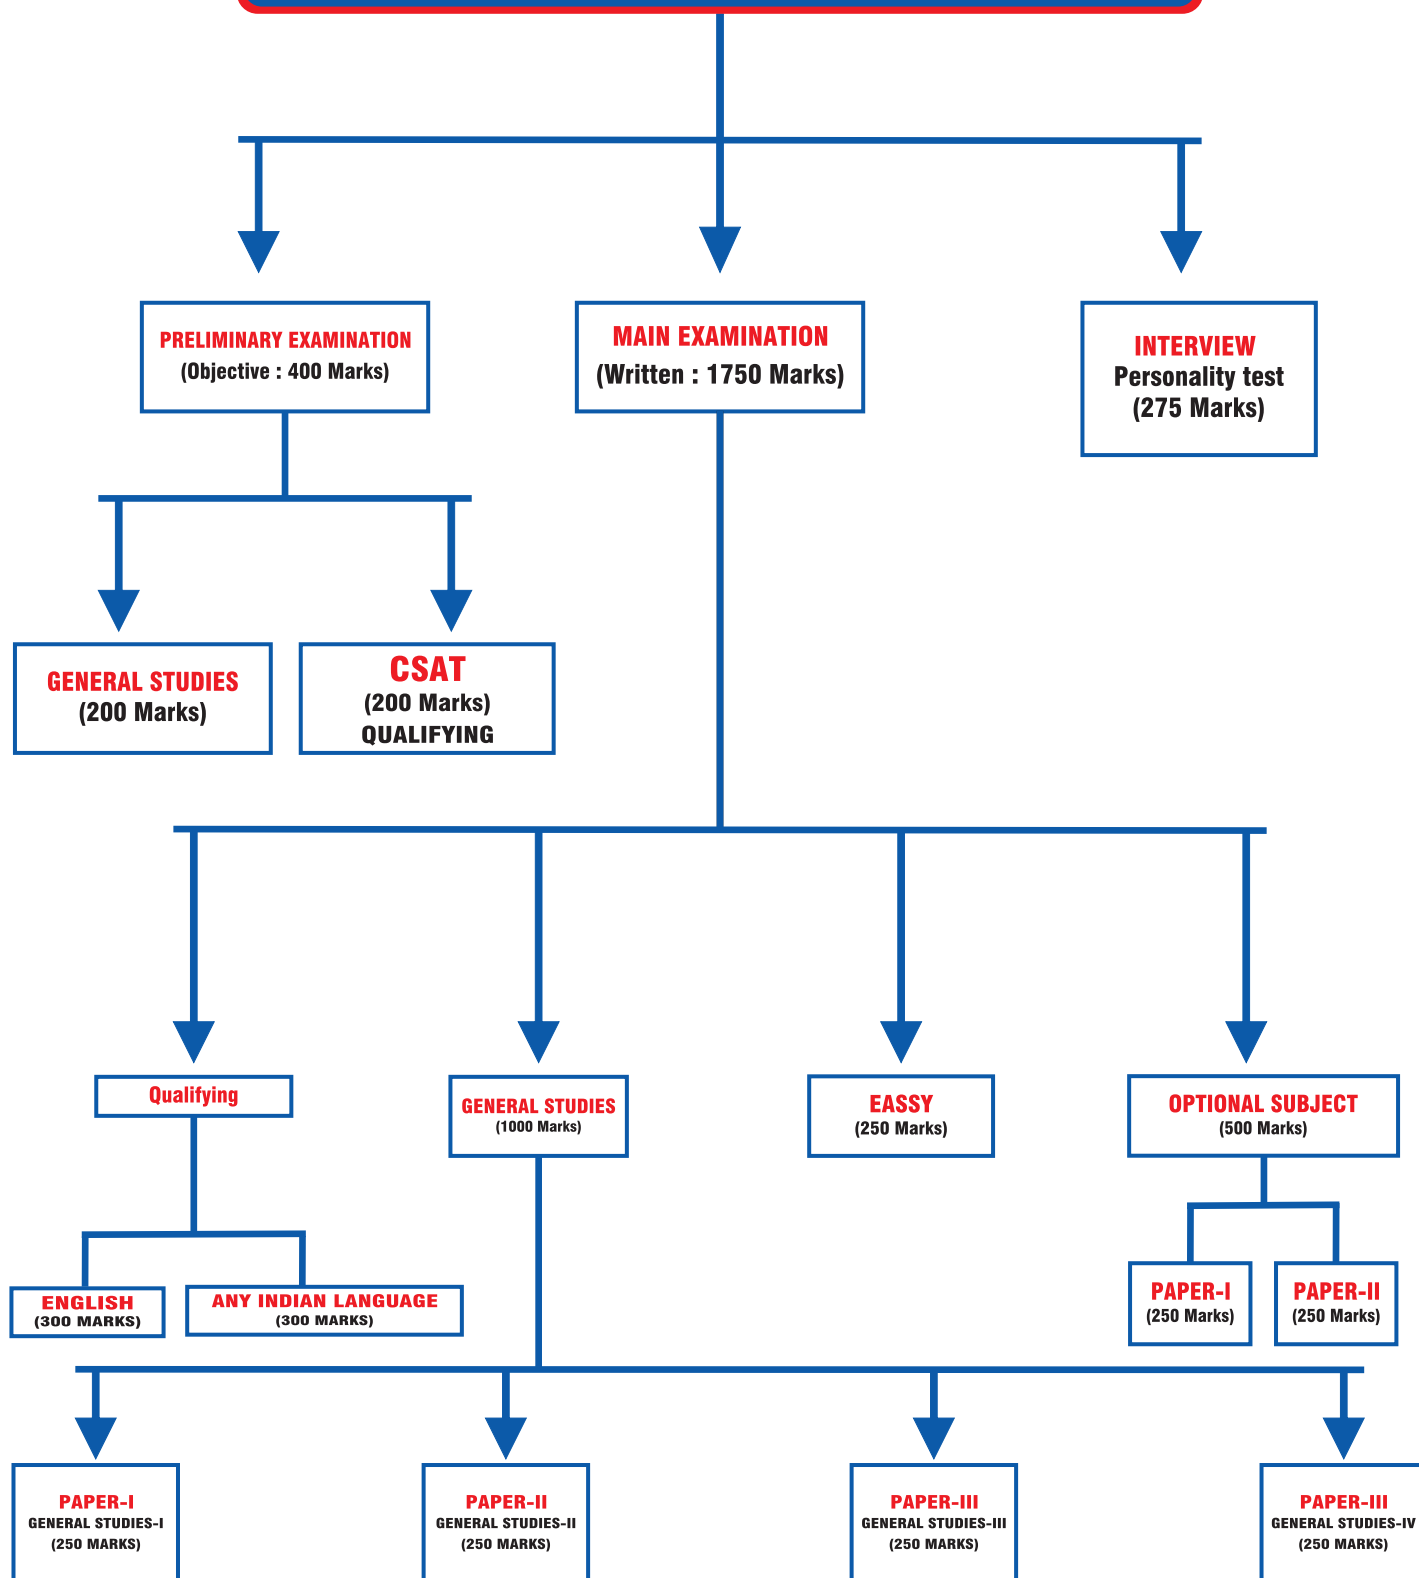 PRELIMINARY EXAMINATION
(Objective : 400 Marks)
MAIN EXAMINATION
(Written : 1750 Marks)
INTERVIEW
Personality test
(275 Marks)
GENERAL STUDIES
(200 Marks)
CSAT
(200 Marks)
QUALIFYING
Qualifying
GENERAL STUDIES
(1000 Marks)
EASSY
(250 Marks)
OPTIONAL SUBJECT
(500 Marks)
ENGLISH
(300 MARKS)
ANY INDIAN LANGUAGE
(300 MARKS)
PAPER-I
(250 Marks)
PAPER-II
(250 Marks)
PAPER-I
GENERAL STUDIES-I
(250 MARKS)
PAPER-II
GENERAL STUDIES-II
(250 MARKS)
PAPER-III
GENERAL STUDIES-III
(250 MARKS)
PAPER-III
GENERAL STUDIES-IV
(250 MARKS)